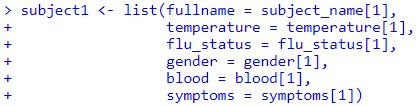 > subject1 <- list(fullname = subject_name[1],
+                  temperature = temperature[1],
+                  flu_status = flu_status[1],
+                  gender = gender[1],
+                  blood = blood[1],
+                  symptoms = symptoms[1])